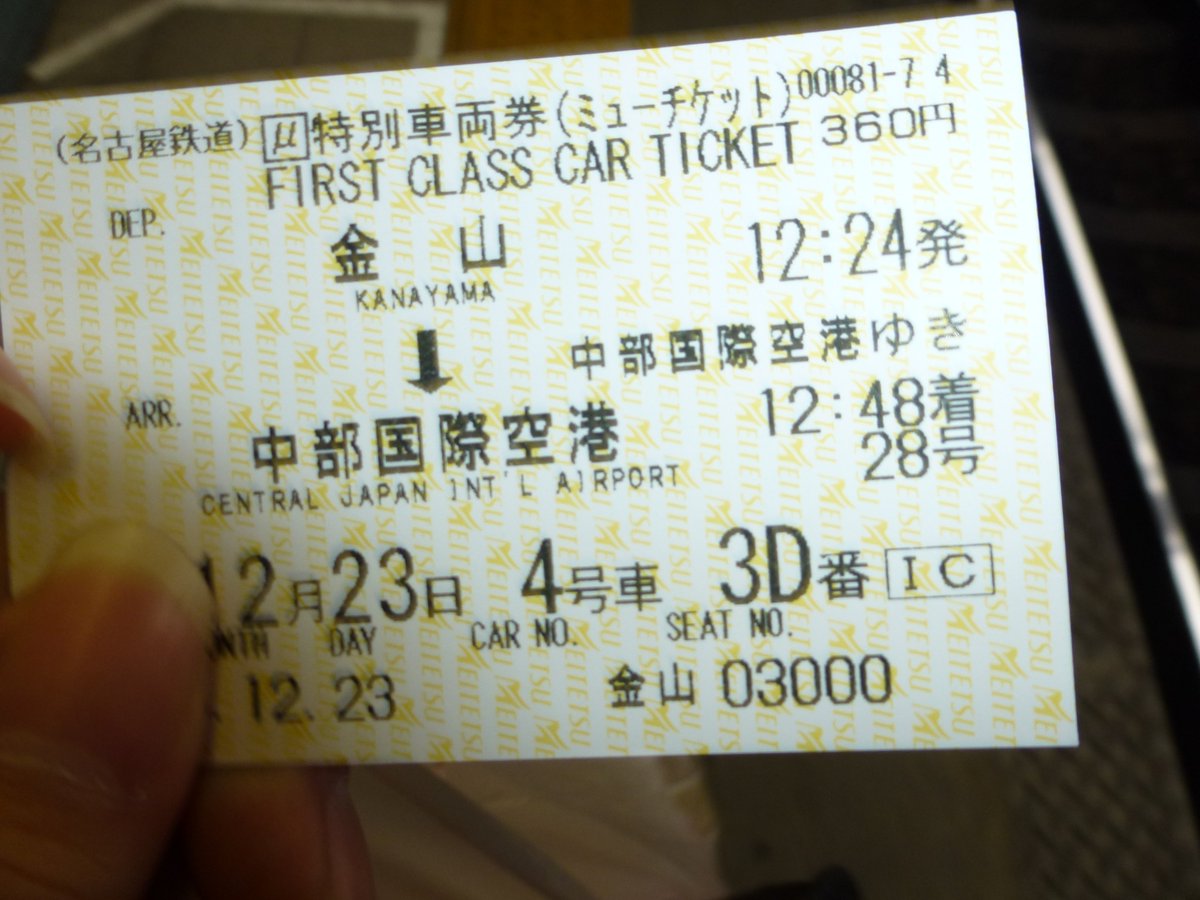 (名古屋鉄道) μ 特別車両券(ミューチケット) 00081-74
FIRST CLASS CAR TICKET 360円
DEP. 金山 12:24発
KANAYAMA
中部国際空港ゆき
ARR. 中部国際空港 12:48着
CENTRAL JAPAN INT'L AIRPORT 28号
12月23日 4号車 3D番 IC
DAY CAR NO. SEAT NO.
12.23 金山 03000